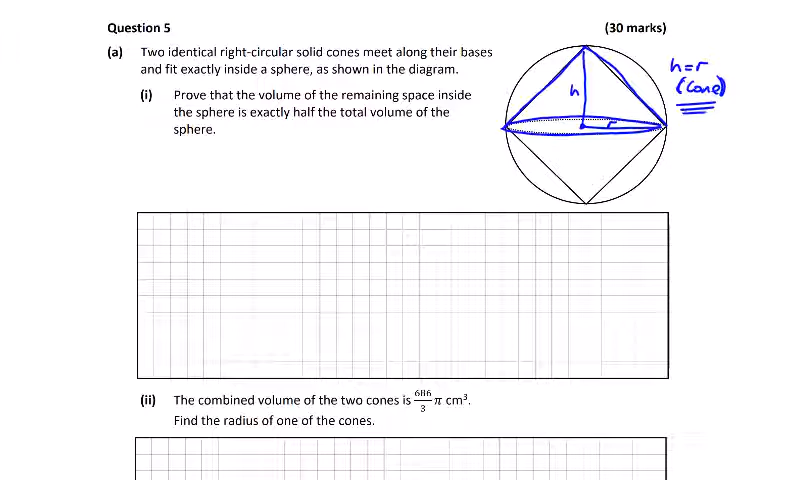 Question 5 (30 marks)
(a) Two identical right-circular solid cones meet along their bases
and fit exactly inside a sphere, as shown in the diagram.
h=r
(Cone)
h
r
(i) Prove that the volume of the remaining space inside
the sphere is exactly half the total volume of the
sphere.
(ii) The combined volume of the two cones is 686/3 π cm³.
Find the radius of one of the cones.